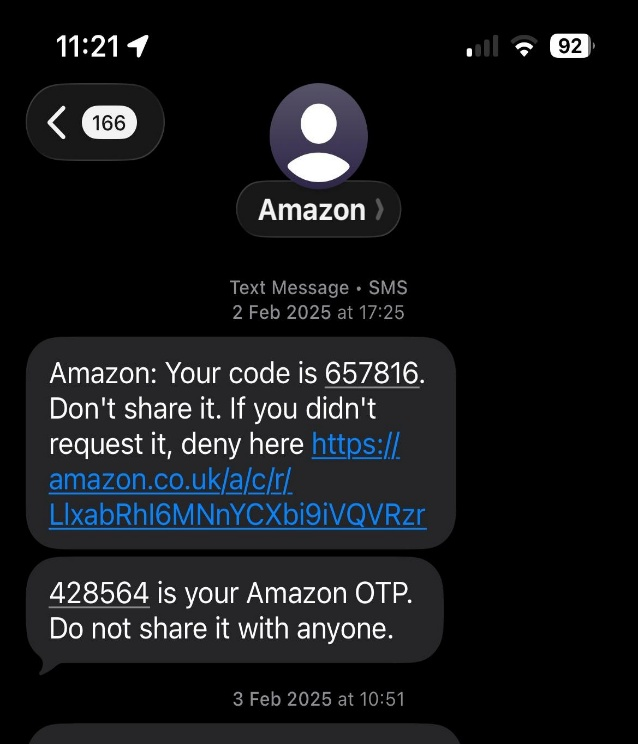 11:21
92
166
Amazon
Text Message • SMS
2 Feb 2025 at 17:25
Amazon: Your code is 657816.
Don't share it. If you didn't
request it, deny here https://
amazon.co.uk/a/c/r/
LlxabRhI6MNnYCXbi9iVQVRzr
428564 is your Amazon OTP.
Do not share it with anyone.
3 Feb 2025 at 10:51